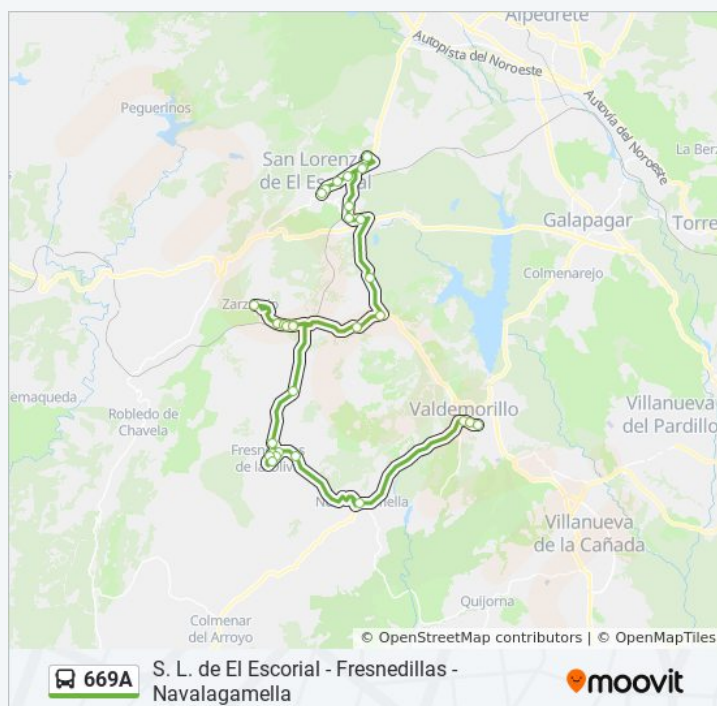 Alpedrete
Autopista del Noroeste
Autovía del Noroeste
Peguerinos
La Berz
San Lorenzo
de El Escorial
Galapagar
Torre
Colmenarejo
Zarz
emaqueda
Valdemorillo
Robledo de
Chavela
Villanueva
del Pardillo
Fresnedillas
de la Oliva
Villanueva
de la Cañada
Quijorna
Colmenar
del Arroyo
© OpenStreetMap contributors | © OpenMapTiles
669A
S. L. de El Escorial - Fresnedillas -
Navalagamella
moovit